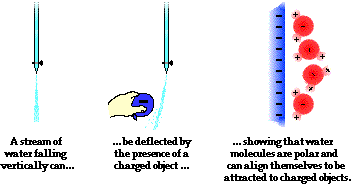 A stream of
water falling
vertically can...
...be deflected by
the presence of a
charged object ...
... showing that water
molecules are polar and
can align themselves to be
attracted to charged objects.